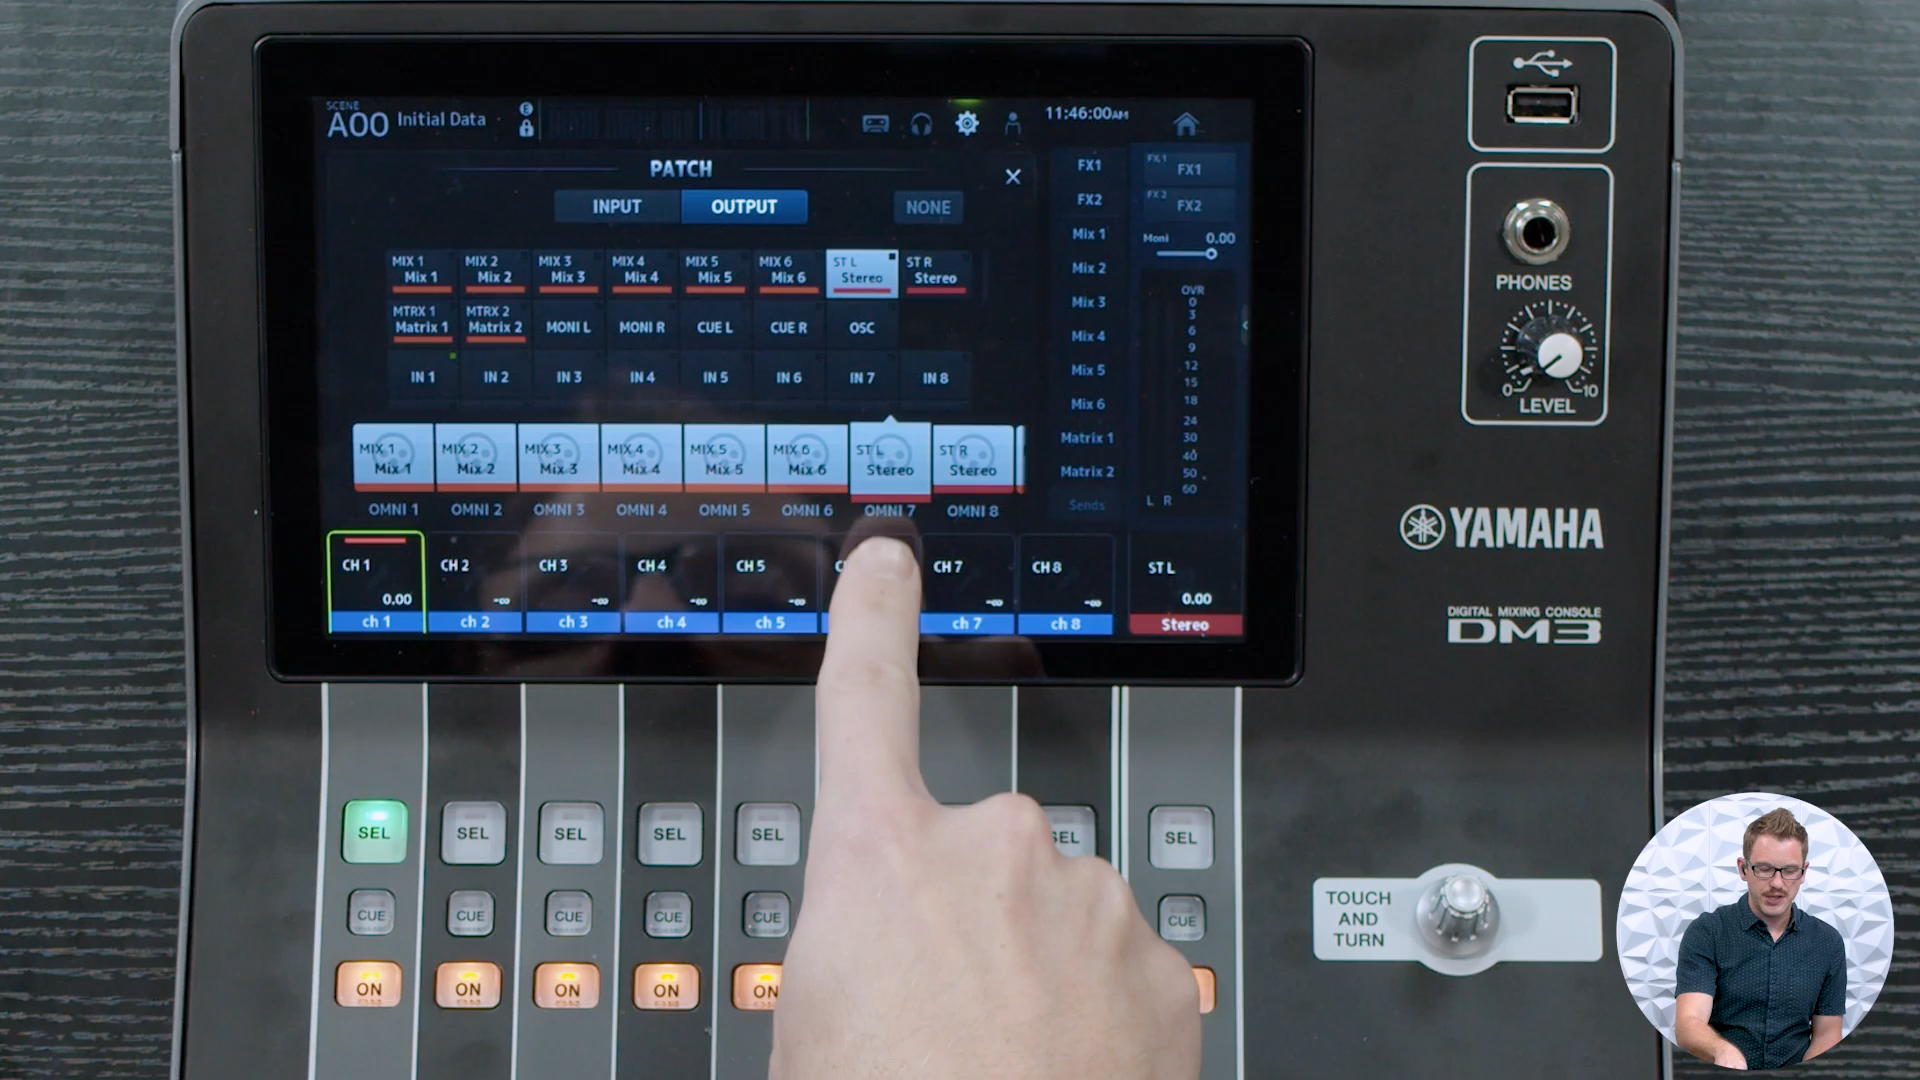 SCENE
A00 Initial Data
E
11:46:00AM
PATCH
INPUT OUTPUT NONE
MIX 1 MIX 2 MIX 3 MIX 4 MIX 5 MIX 6 ST L ST R
Mix 1 Mix 2 Mix 3 Mix 4 Mix 5 Mix 6 Stereo Stereo
MTRX 1 MTRX 2
Matrix 1 Matrix 2 MONI L MONI R CUE L CUE R OSC
IN 1 IN 2 IN 3 IN 4 IN 5 IN 6 IN 7 IN 8
MIX 1 MIX 2 MIX 3 MIX 4 MIX 5 MIX 6 ST L ST R
Mix 1 Mix 2 Mix 3 Mix 4 Mix 5 Mix 6 Stereo Stereo
OMNI 1 OMNI 2 OMNI 3 OMNI 4 OMNI 5 OMNI 6 OMNI 7 OMNI 8
FX1
FX2
Mix 1
Mix 2
Mix 3
Mix 4
Mix 5
Mix 6
Matrix 1
Matrix 2
Sends
FX1
FX1
FX2
FX2
Moni 0.00
OVR
0
3
6
9
12
15
18
24
30
40
50
60
L R
CH 1 CH 2 CH 3 CH 4 CH 5 CH 7 CH 8 ST L
0.00 -∞ -∞ -∞ -∞ -∞ -∞ 0.00
ch 1 ch 2 ch 3 ch 4 ch 5 ch 7 ch 8 Stereo
SEL SEL SEL SEL SEL SEL SEL
CUE CUE CUE CUE CUE CUE
ON ON ON ON ON
PHONES
0 10
LEVEL
YAMAHA
DIGITAL MIXING CONSOLE
DM3
TOUCH
AND
TURN